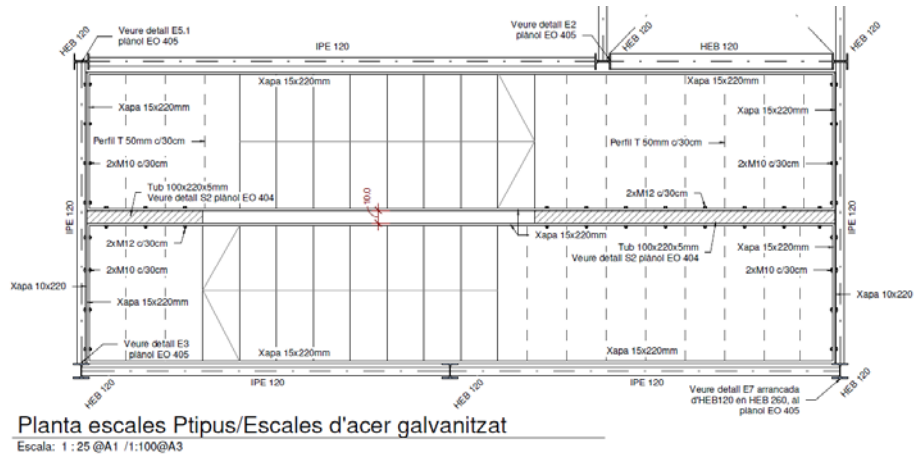 HEB 120
Veure detall E5.1
plànol EO 405
IPE 120
Veure detall E2
plànol EO 405
HEB 120
HEB 120
HEB 120
Xapa 15x220mm
Xapa 15x220mm
Xapa 15x220mm
Xapa 15x220mm
Perfil T 50mm c/30cm
Perfil T 50mm c/30cm
2xM10 c/30cm
2xM10 c/30cm
Tub 100x220x5mm
Veure detall S2 plànol EO 404
10.0
2xM12 c/30cm
IPE 120
IPE 120
2xM12 c/30cm
Xapa 15x220mm
Tub 100x220x5mm
Veure detall S2 plànol EO 404
Xapa 15x220mm
2xM10 c/30cm
2xM10 c/30cm
Xapa 10x220
Xapa 10x220
Xapa 15x220mm
Veure detall E3
plànol EO 405
Xapa 15x220mm
Xapa 15x220mm
HEB 120
IPE 120
HEB 120
IPE 120
Veure detall E7 arrancada
d'HEB120 en HEB 260, al
plànol EO 405
HEB 120
Planta escales Ptipus/Escales d'acer galvanitzat
Escala: 1 : 25 @A1 /1:100@A3